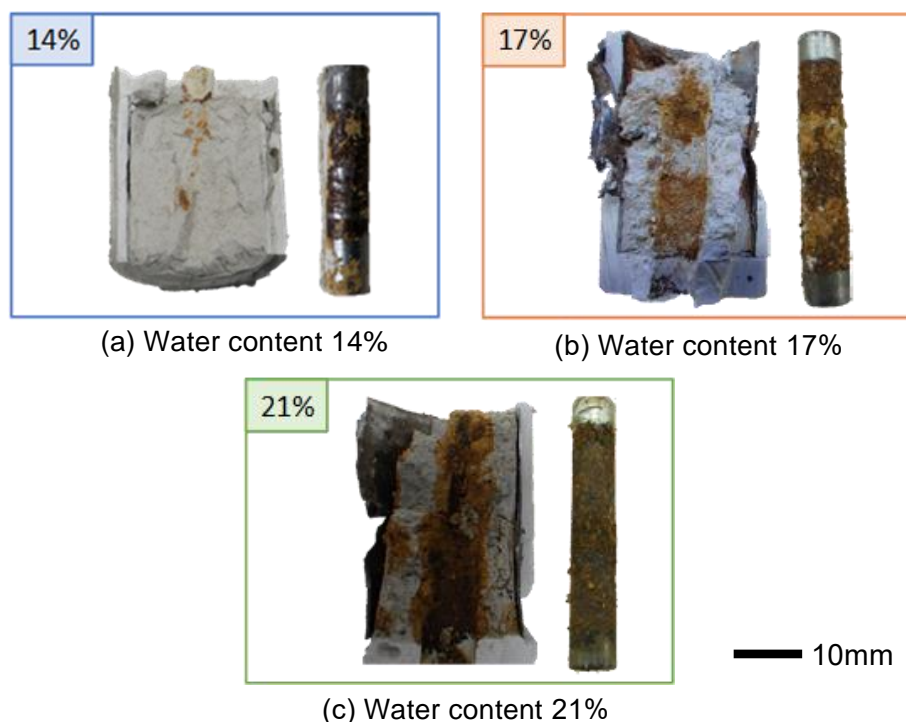 14%
17%
(a) Water content 14%
(b) Water content 17%
21%
10mm
(c) Water content 21%